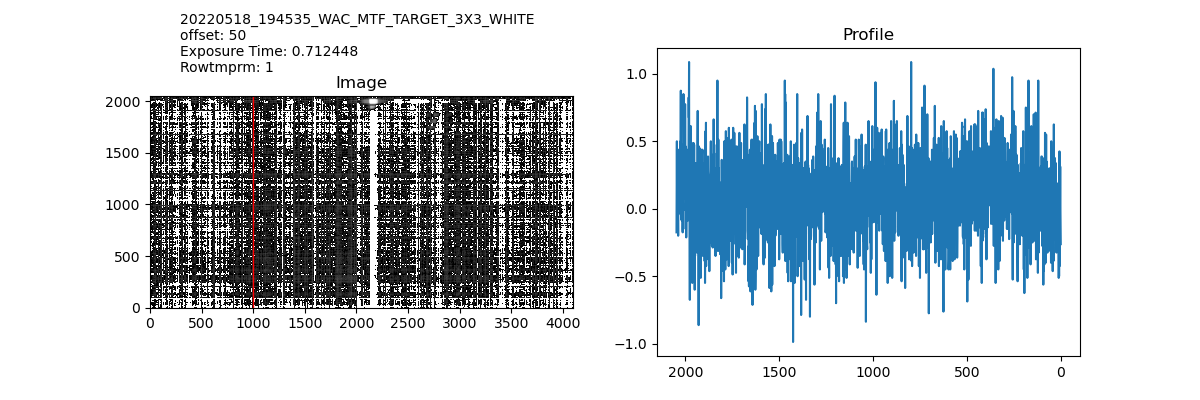 20220518_194535_WAC_MTF_TARGET_3X3_WHITE
offset: 50
Exposure Time: 0.712448
Rowtmprm: 1
Image
2000
1500
1000
500
0
0 500 1000 1500 2000 2500 3000 3500 4000
Profile
1.0
0.5
0.0
−0.5
−1.0
2000 1500 1000 500 0